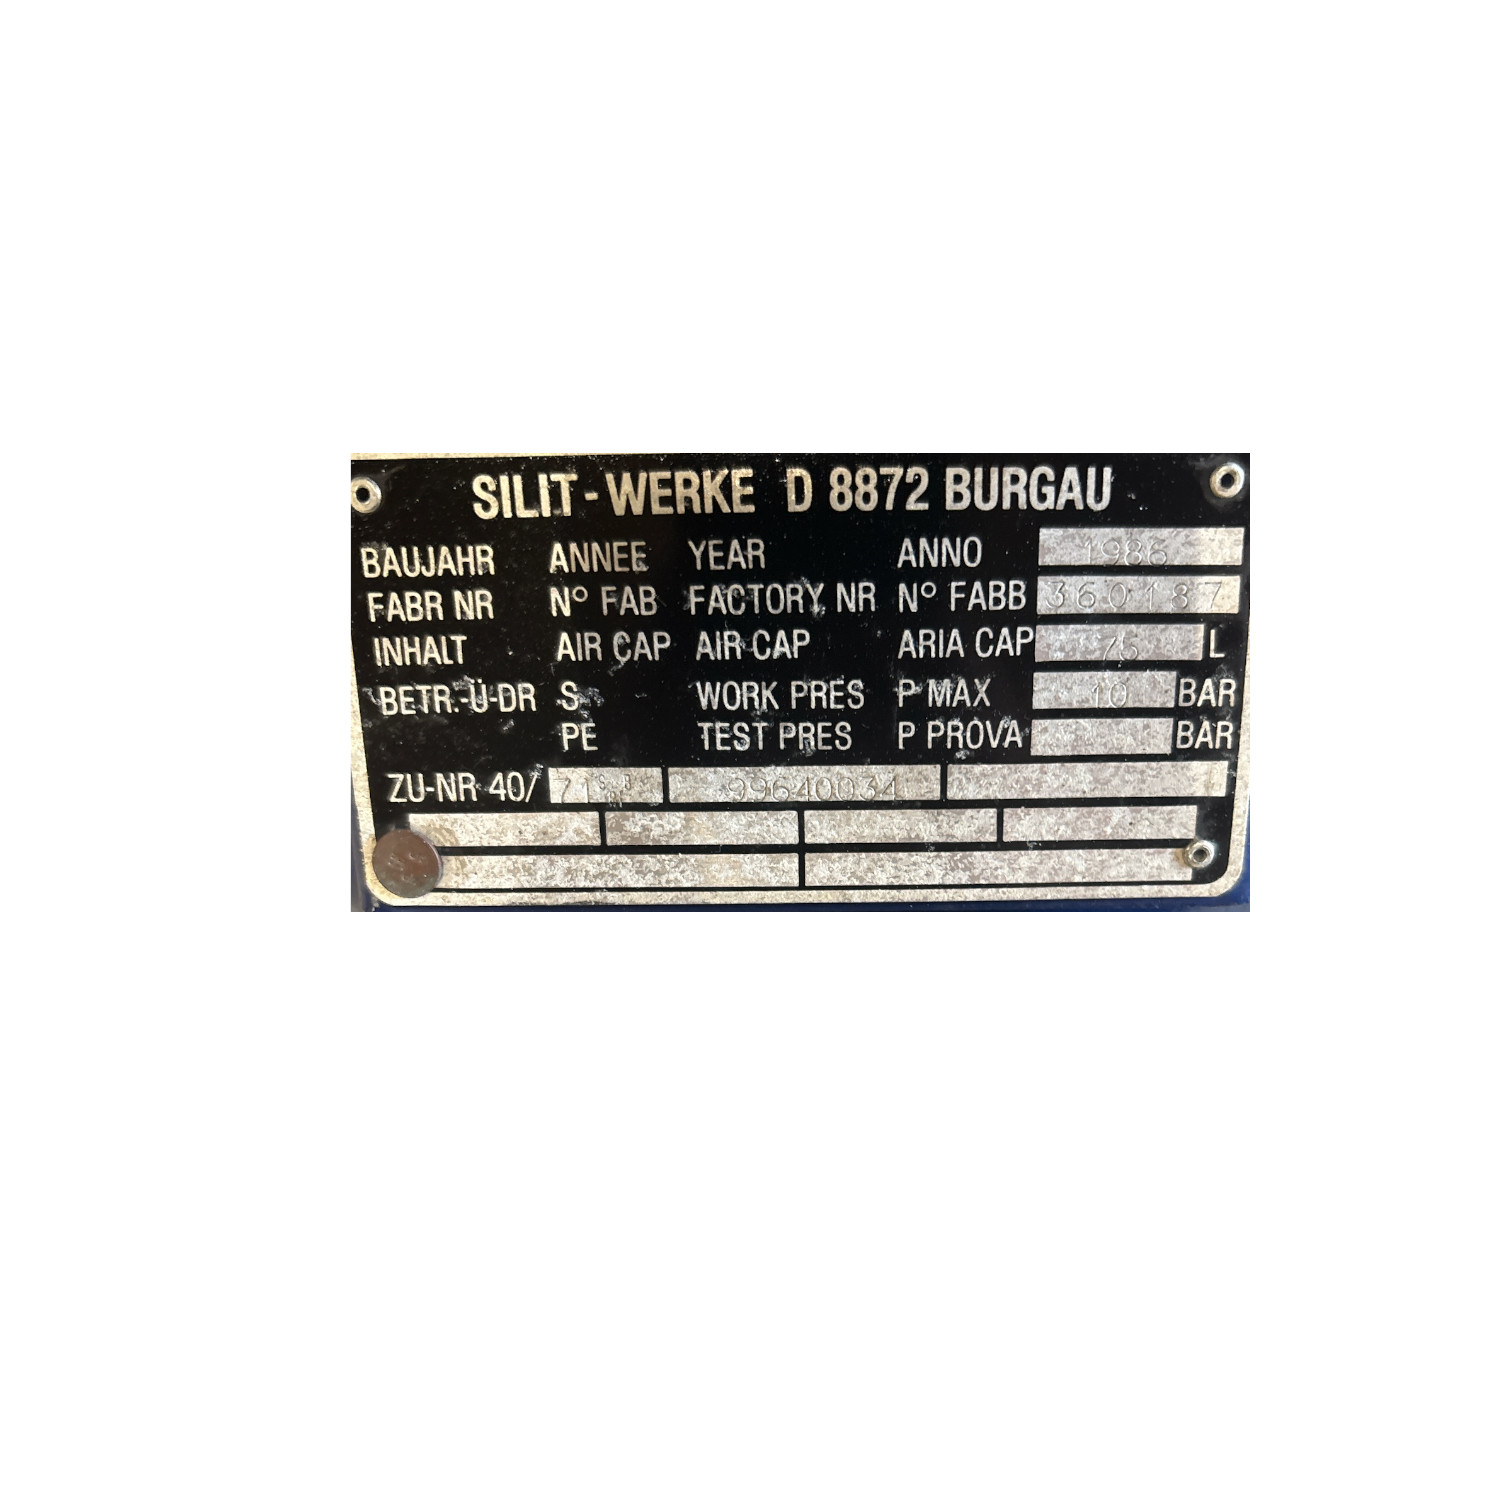 SILIT-WERKE D 8872 BURGAU
BAUJAHR ANNEE YEAR ANNO 1986
FABR NR N° FAB FACTORY NR N° FABB 360187
INHALT AIR CAP AIR CAP ARIA CAP 75 L
BETR.-Ü-DR S WORK PRES P MAX 10 BAR
PE TEST PRES P PROVA BAR
ZU-NR 40/ 71 99640034